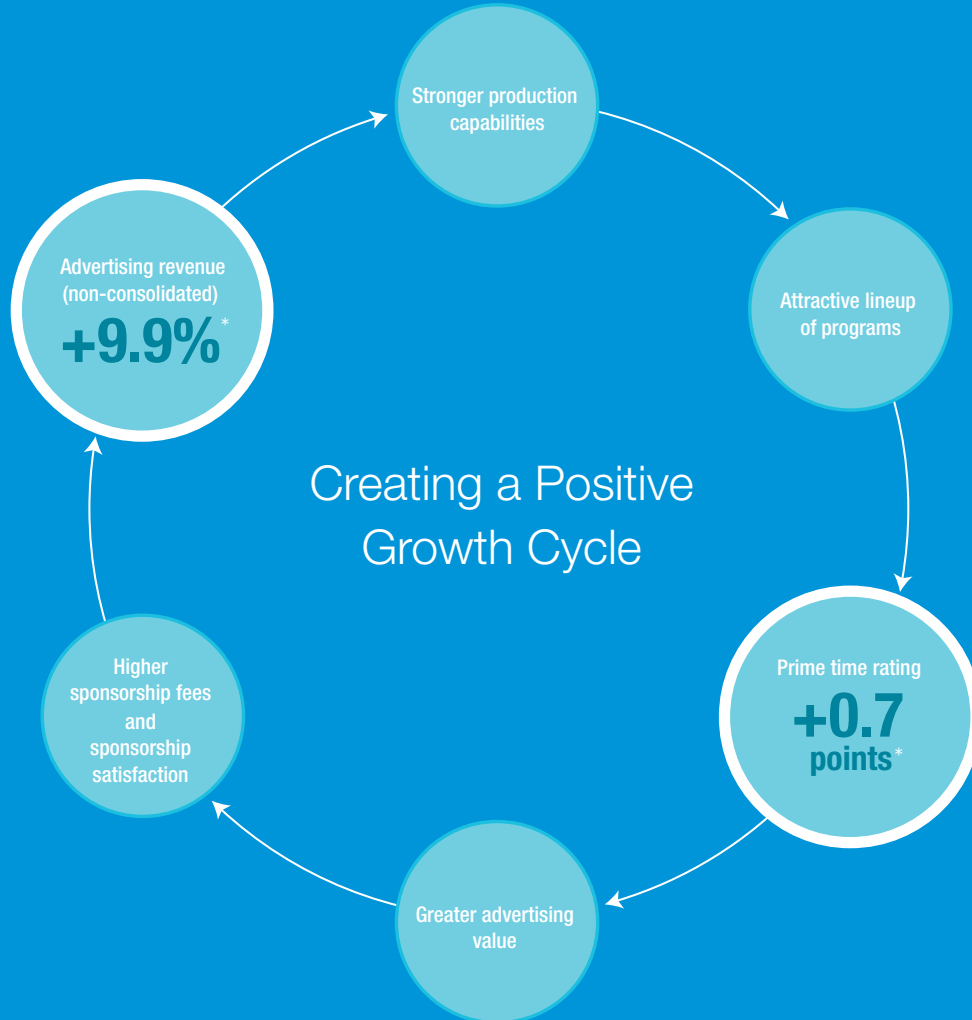 Stronger production
capabilities
Attractive lineup
of programs
Prime time rating
+0.7
points*
Greater advertising
value
Higher
sponsorship fees
and
sponsorship
satisfaction
Advertising revenue
(non-consolidated)
+9.9%*
Creating a Positive
Growth Cycle